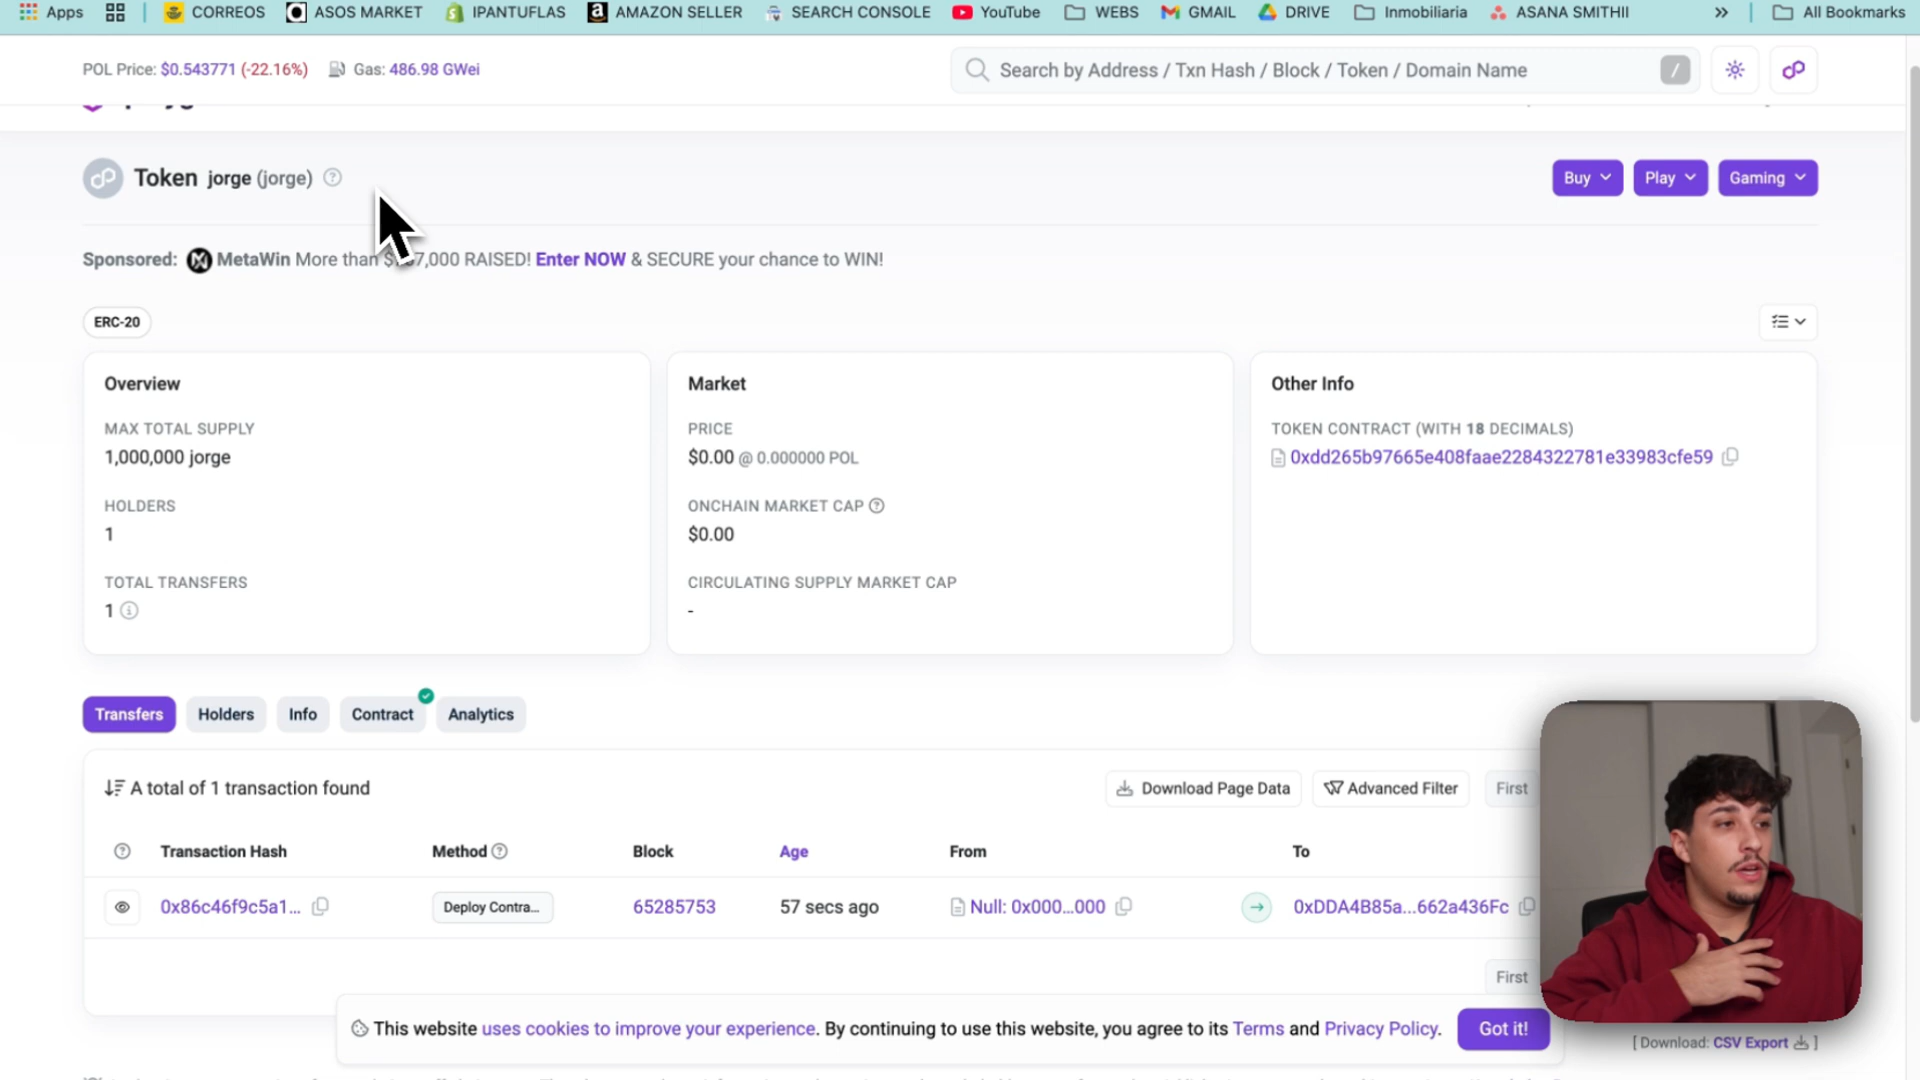 Apps CORREOS ASOS MARKET IPANTUFLAS AMAZON SELLER SEARCH CONSOLE YouTube WEBS GMAIL DRIVE Inmobiliaria ASANA SMITHII » All Bookmarks
POL Price: $0.543771 (-22.16%) Gas: 486.98 GWei Search by Address / Txn Hash / Block / Token / Domain Name /
Token jorge (jorge) Buy Play Gaming
Sponsored: MetaWin More than RAISED! Enter NOW & SECURE your chance to WIN!
ERC-20
Overview
MAX TOTAL SUPPLY
1,000,000 jorge
HOLDERS
1
TOTAL TRANSFERS
1
Market
PRICE
$0.00 @ 0.000000 POL
ONCHAIN MARKET CAP
$0.00
CIRCULATING SUPPLY MARKET CAP
-
Other Info
TOKEN CONTRACT (WITH 18 DECIMALS)
0xdd265b97665e408faae2284322781e33983cfe59
Transfers Holders Info Contract Analytics
A total of 1 transaction found Download Page Data Advanced Filter First
Transaction Hash Method Block Age From To
0x86c46f9c5a1... Deploy Contra... 65285753 57 secs ago Null: 0x000...000 0xDDA4B85a...662a436Fc
First
This website uses cookies to improve your experience. By continuing to use this website, you agree to its Terms and Privacy Policy. Got it!
[ Download: CSV Export ]